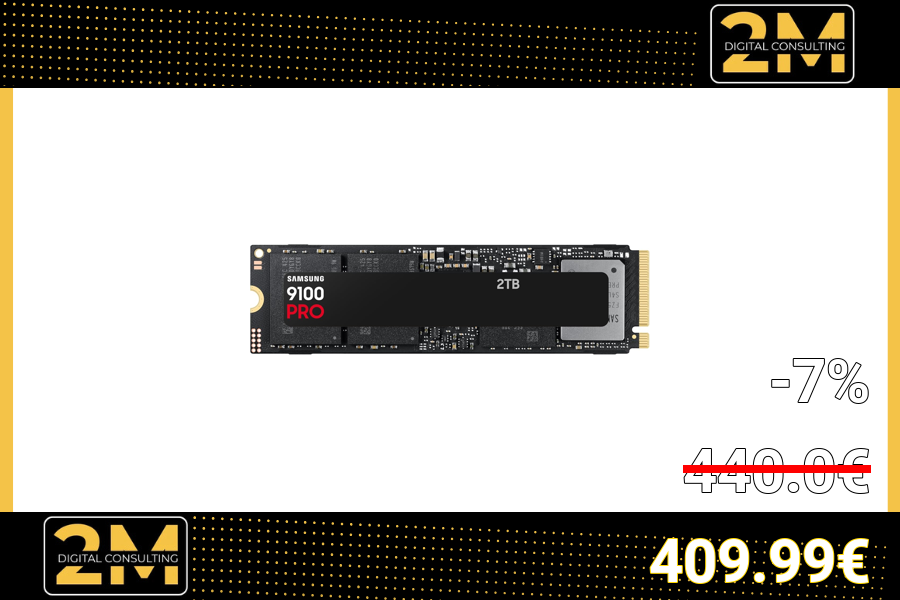 2M
DIGITAL CONSULTING
SAMSUNG
9100
PRO
2TB
-7%
440.0€
2M
DIGITAL CONSULTING
409.99€